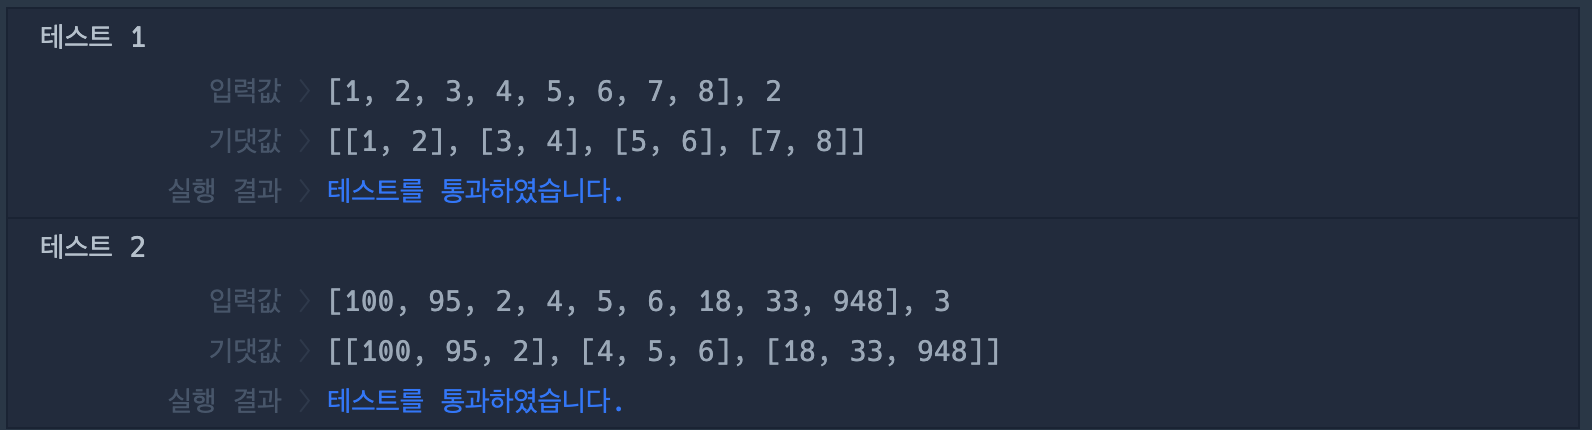 테스트 1
입력값 〉 [1, 2, 3, 4, 5, 6, 7, 8], 2
기댓값 〉 [[1, 2], [3, 4], [5, 6], [7, 8]]
실행 결과 〉 테스트를 통과하였습니다.
테스트 2
입력값 〉 [100, 95, 2, 4, 5, 6, 18, 33, 948], 3
기댓값 〉 [[100, 95, 2], [4, 5, 6], [18, 33, 948]]
실행 결과 〉 테스트를 통과하였습니다.